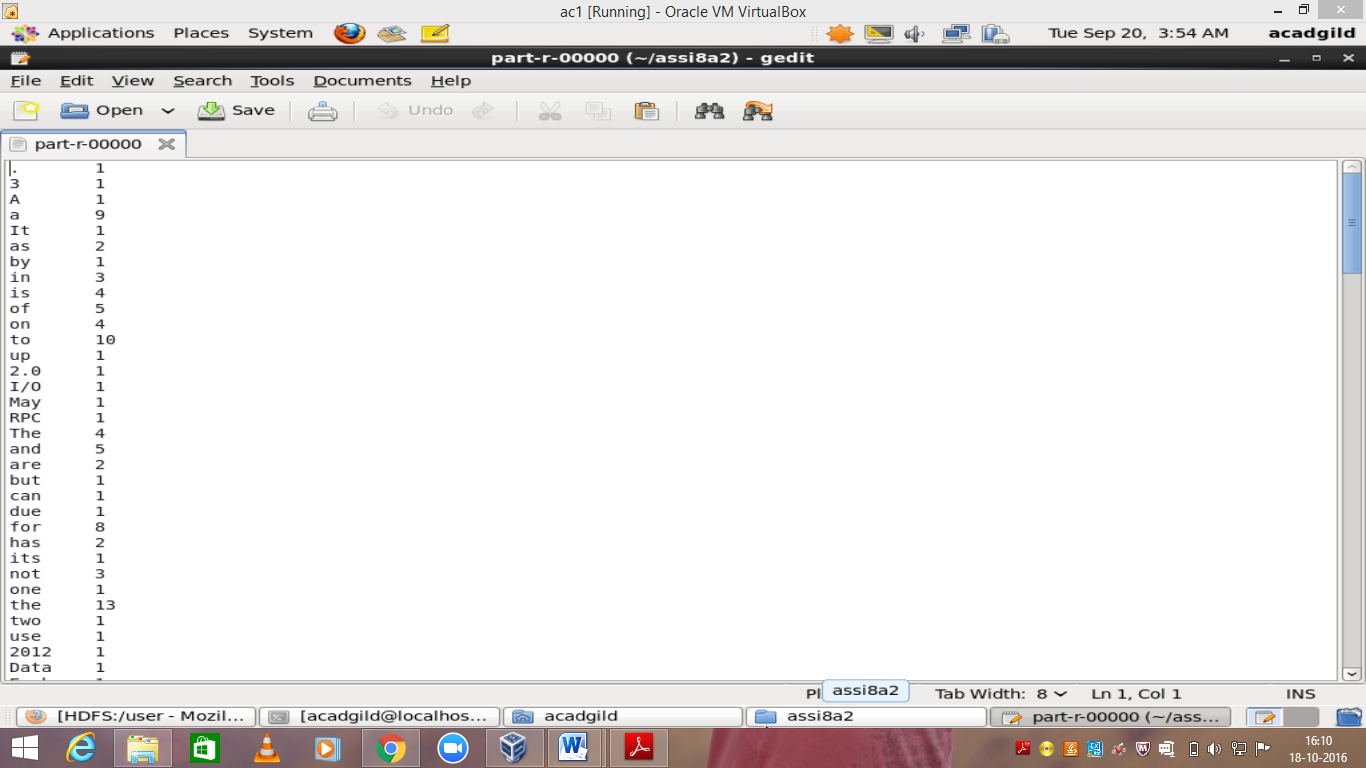 ac1 [Running] - Oracle VM VirtualBox
Applications Places System Tue Sep 20, 3:54 AM acadgild
part-r-00000 (~/assi8a2) - gedit
File Edit View Search Tools Documents Help
Open Save Undo
part-r-00000
. 1
3 1
A 1
a 9
It 1
as 2
by 1
in 3
is 4
of 5
on 4
to 10
up 1
2.0 1
I/O 1
May 1
RPC 1
The 4
and 5
are 2
but 1
can 1
due 1
for 8
has 2
its 1
not 3
one 1
the 13
two 1
use 1
2012 1
Data 1
Pl assi8a2 Tab Width: 8 Ln 1, Col 1 INS
[HDFS:/user - Mozil... [acadgild@localhos... acadgild assi8a2 part-r-00000 (~/ass...
16:10
18-10-2016